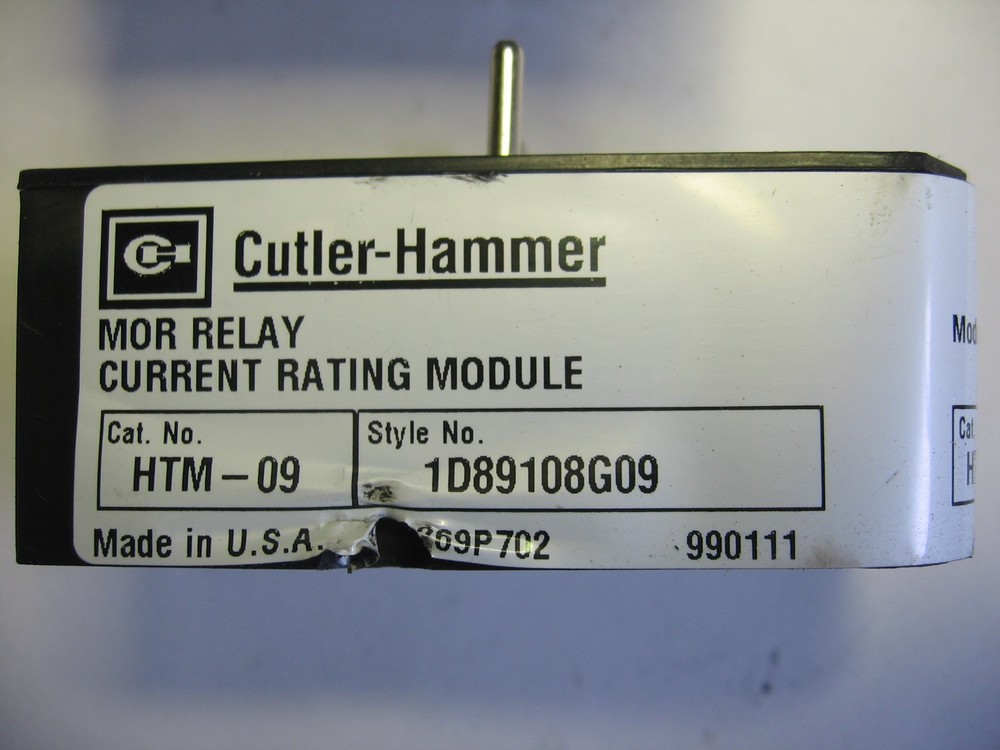 Cutler-Hammer
MOR RELAY
CURRENT RATING MODULE
Cat. No.
HTM-09
Style No.
1D89108G09
Made in U.S.A.
990111